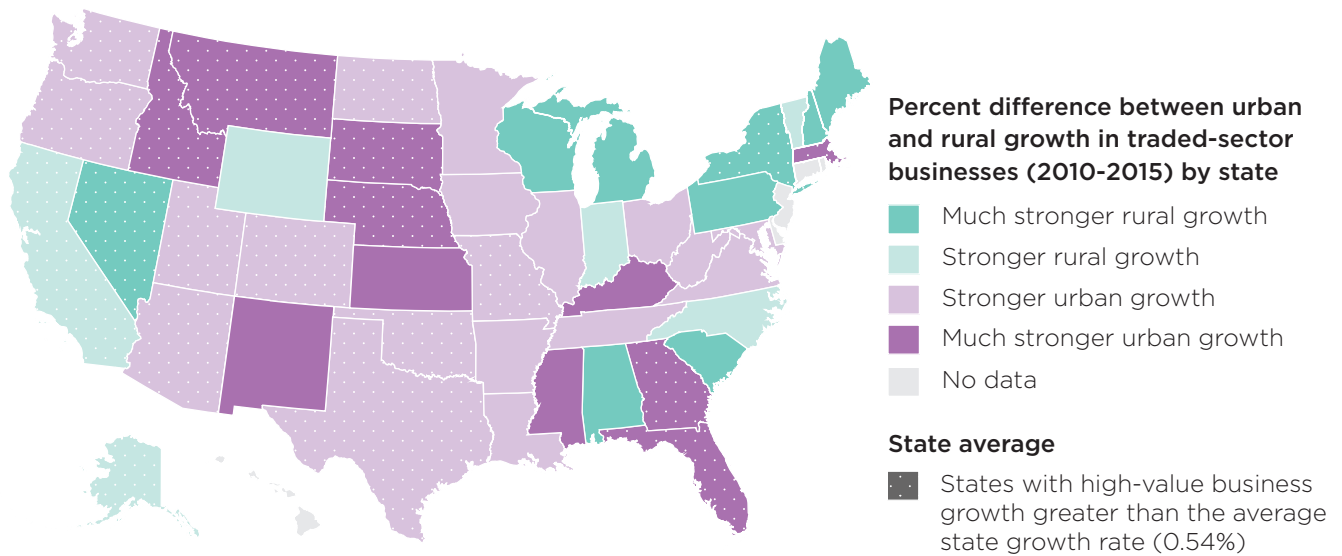 Percent difference between urban
and rural growth in traded-sector
businesses (2010-2015) by state
Much stronger rural growth
Stronger rural growth
Stronger urban growth
Much stronger urban growth
No data
State average
States with high-value business
growth greater than the average
state growth rate (0.54%)